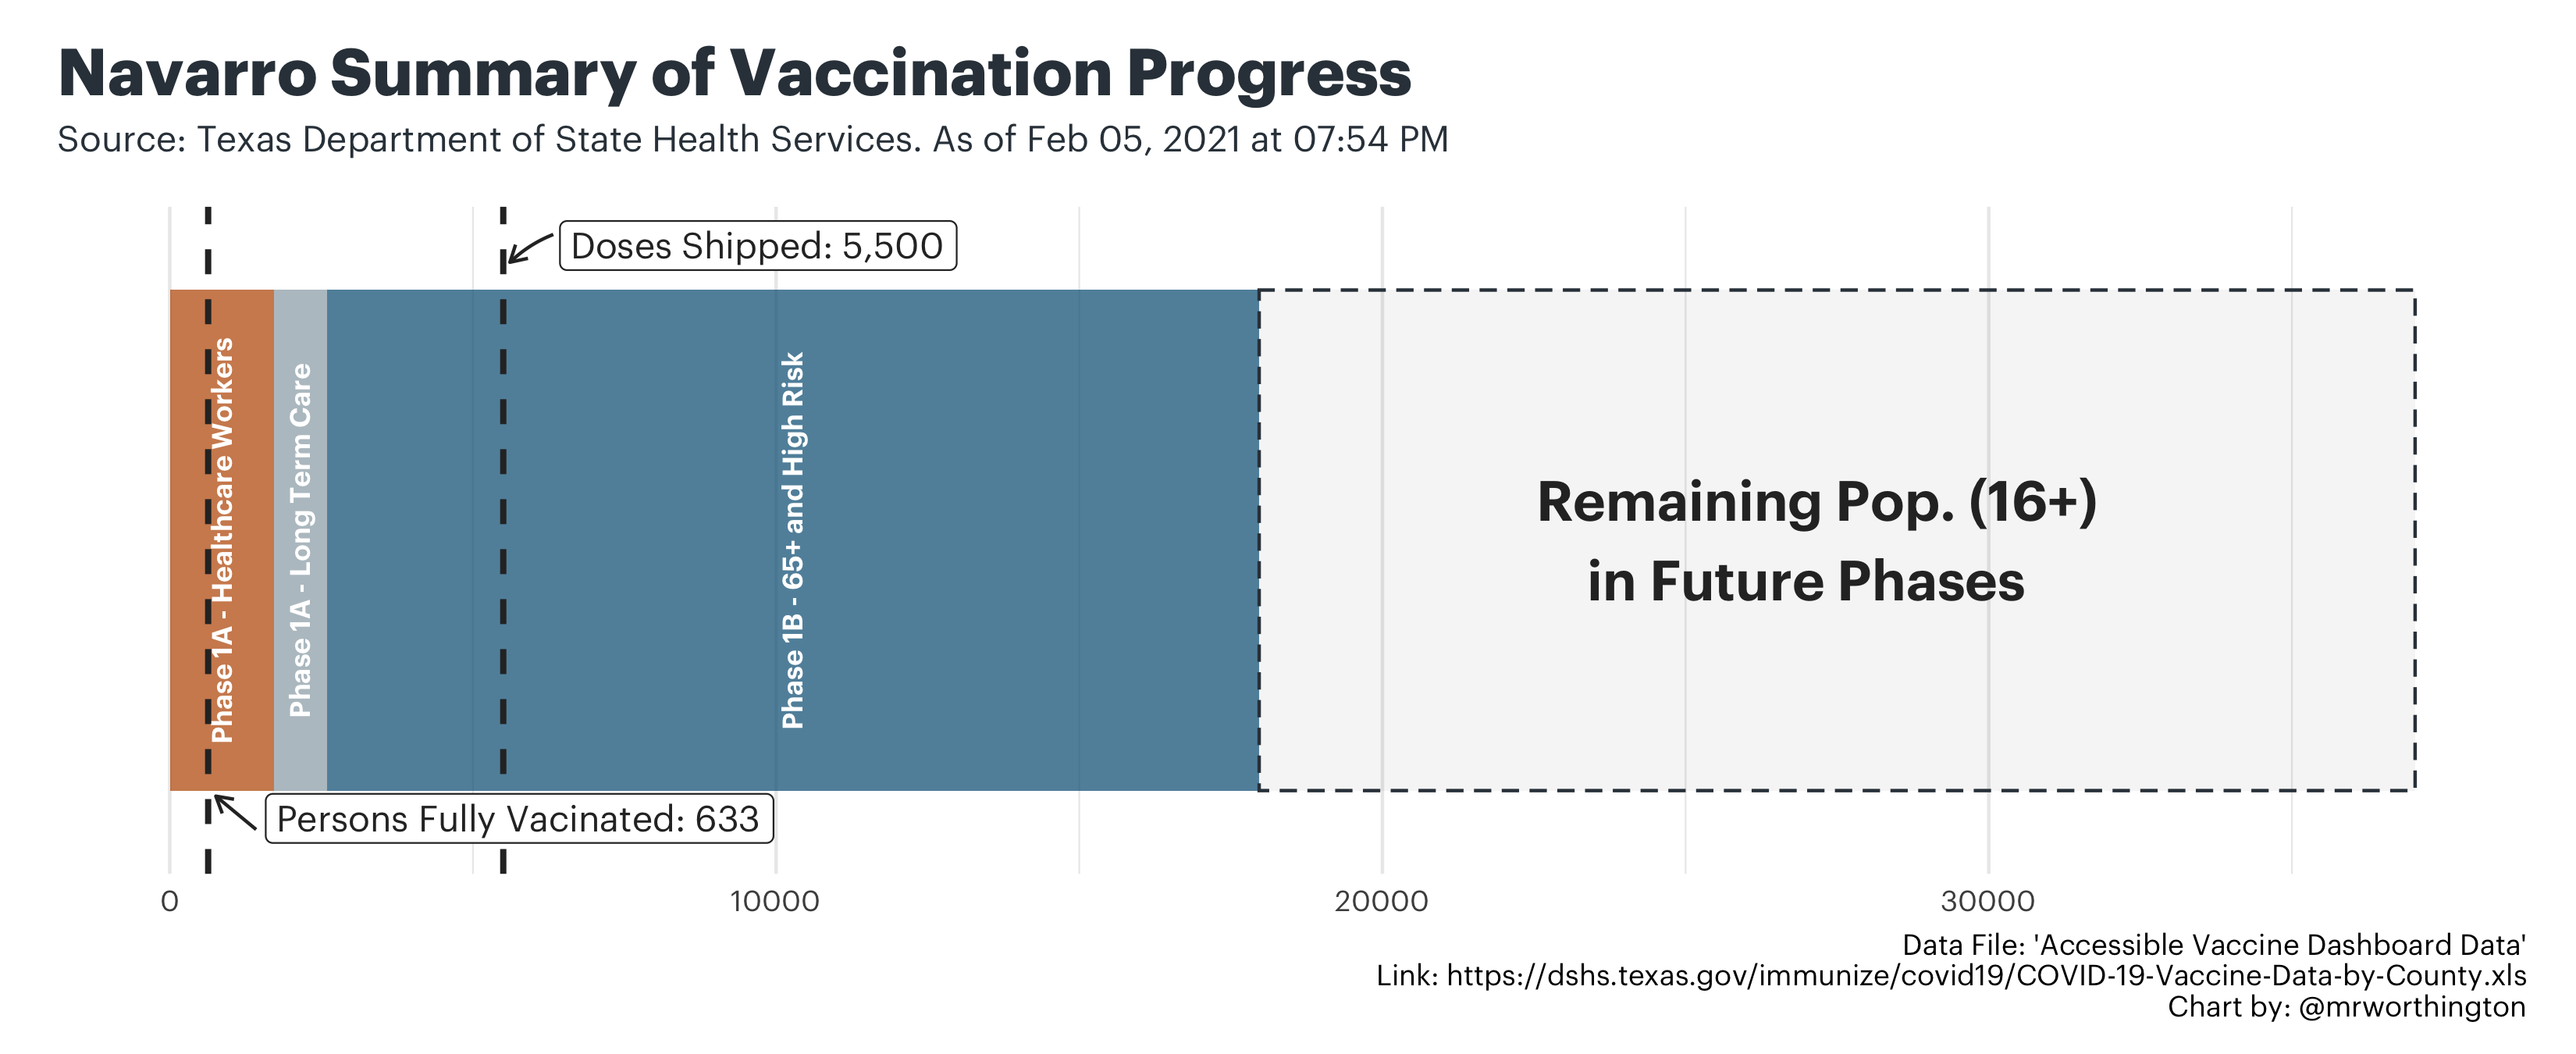 Navarro Summary of Vaccination Progress
Source: Texas Department of State Health Services. As of Feb 05, 2021 at 07:54 PM
Doses Shipped: 5,500
Phase 1A - Healthcare Workers
Phase 1A - Long Term Care
Phase 1B - 65+ and High Risk
Remaining Pop. (16+)
in Future Phases
Persons Fully Vacinated: 633
0
10000
20000
30000
Data File: 'Accessible Vaccine Dashboard Data'
Link: https://dshs.texas.gov/immunize/covid19/COVID-19-Vaccine-Data-by-County.xls
Chart by: @mrworthington